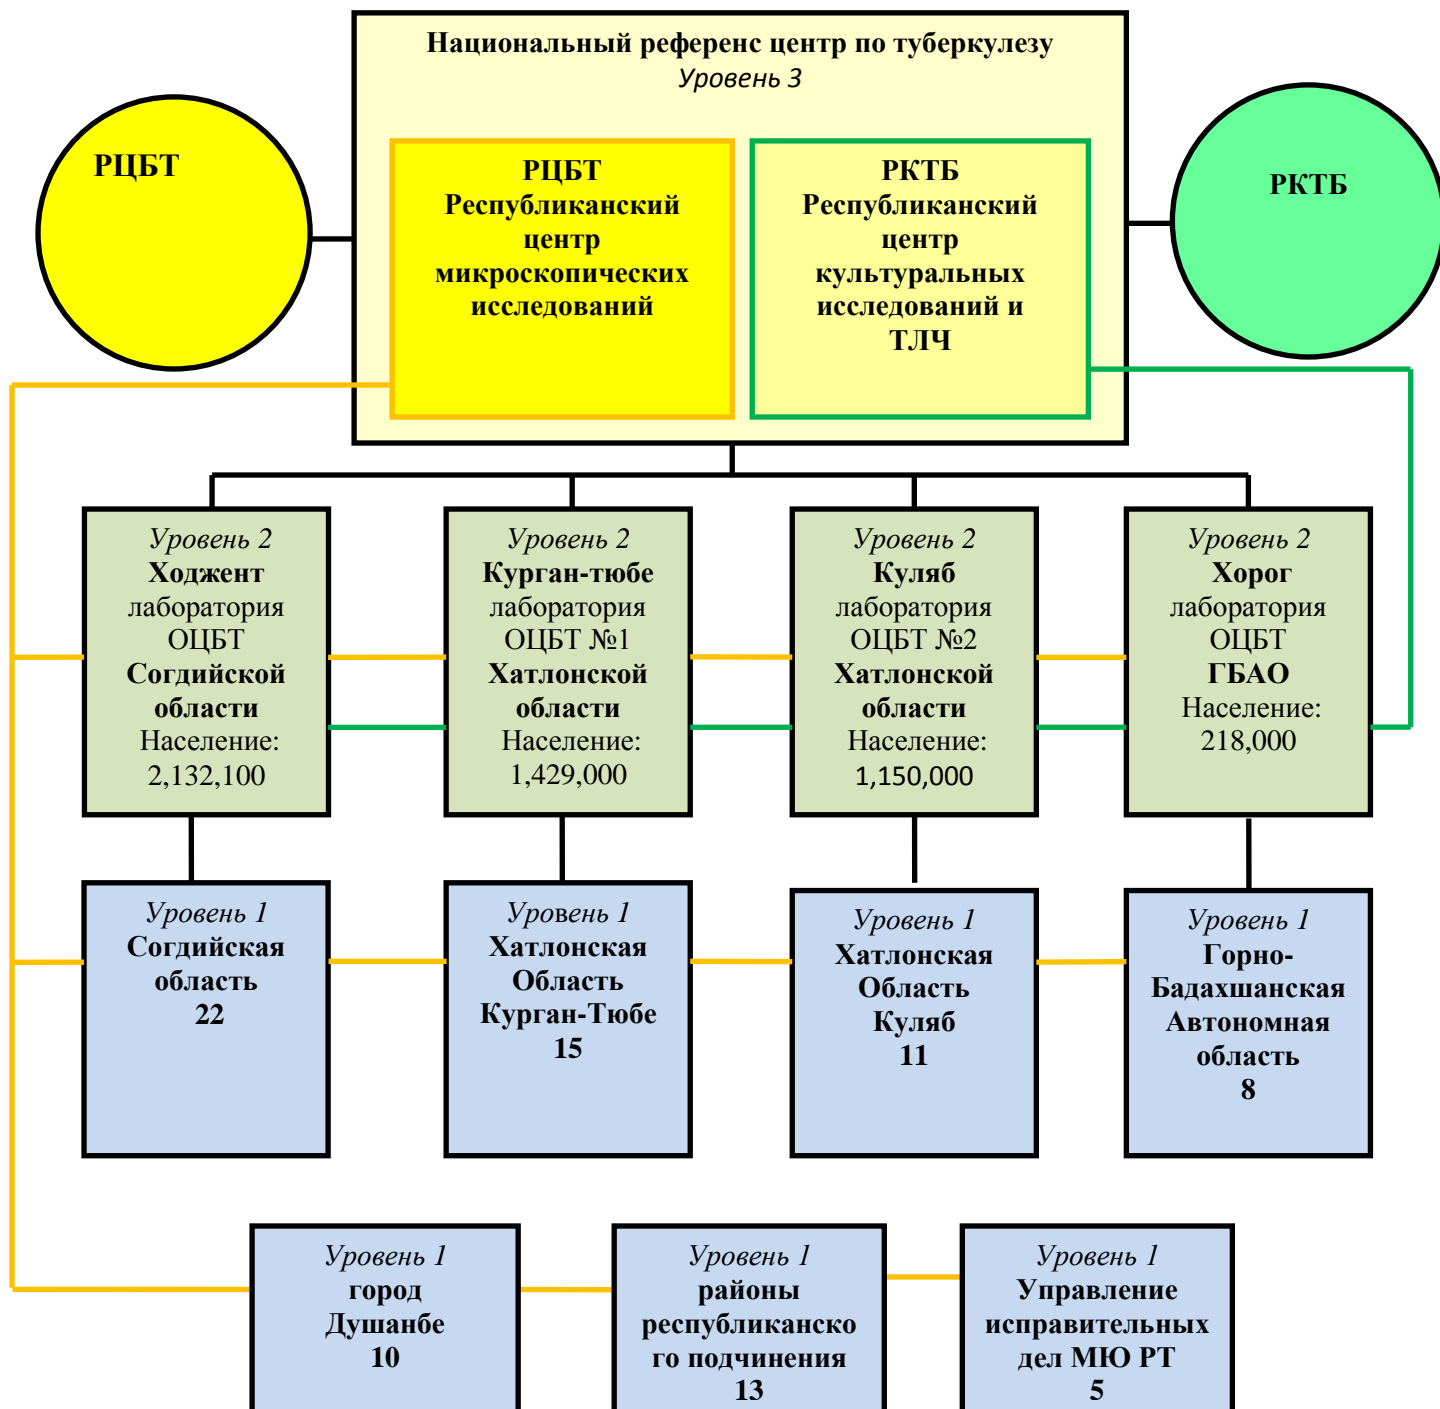 Национальный референс центр по туберкулезу
Уровень 3
РЦБТ
РЦБТ
Республиканский
центр
микроскопических
исследований
РКТБ
Республиканский
центр
культуральных
исследований и
ТЛЧ
РКТБ
Уровень 2
Ходжент
лаборатория
ОЦБТ
Согдийской
области
Население:
2,132,100
Уровень 2
Курган-тюбе
лаборатория
ОЦБТ №1
Хатлонской
области
Население:
1,429,000
Уровень 2
Куляб
лаборатория
ОЦБТ №2
Хатлонской
области
Население:
1,150,000
Уровень 2
Хорог
лаборатория
ОЦБТ
ГБАО
Население:
218,000
Уровень 1
Согдийская
область
22
Уровень 1
Хатлонская
Область
Курган-Тюбе
15
Уровень 1
Хатлонская
Область
Куляб
11
Уровень 1
Горно-
Бадахшанская
Автономная
область
8
Уровень 1
город
Душанбе
10
Уровень 1
районы
республиканско
го подчинения
13
Уровень 1
Управление
исправительных
дел МЮ РТ
5